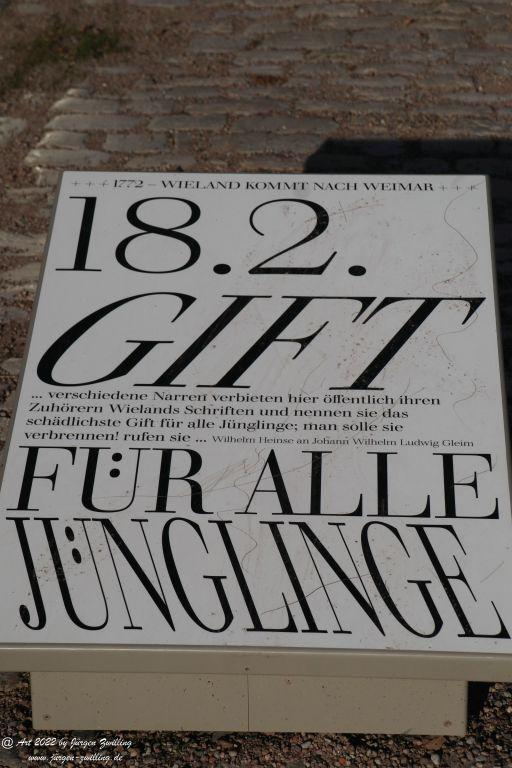 +++ 1772 – WIELAND KOMMT NACH WEIMAR +++
18.2.
GIFT
... verschiedene Narren verbieten hier öffentlich ihren
Zuhörern Wielands Schriften und nennen sie das
schädlichste Gift für alle Jünglinge; man solle sie
verbrennen! rufen sie ... Wilhelm Heinse an Johann Wilhelm Ludwig Gleim
FÜR ALLE
JÜNGLINGE
@ Art 2022 by Jürgen Zwilling
www.jurgen-zwilling.de